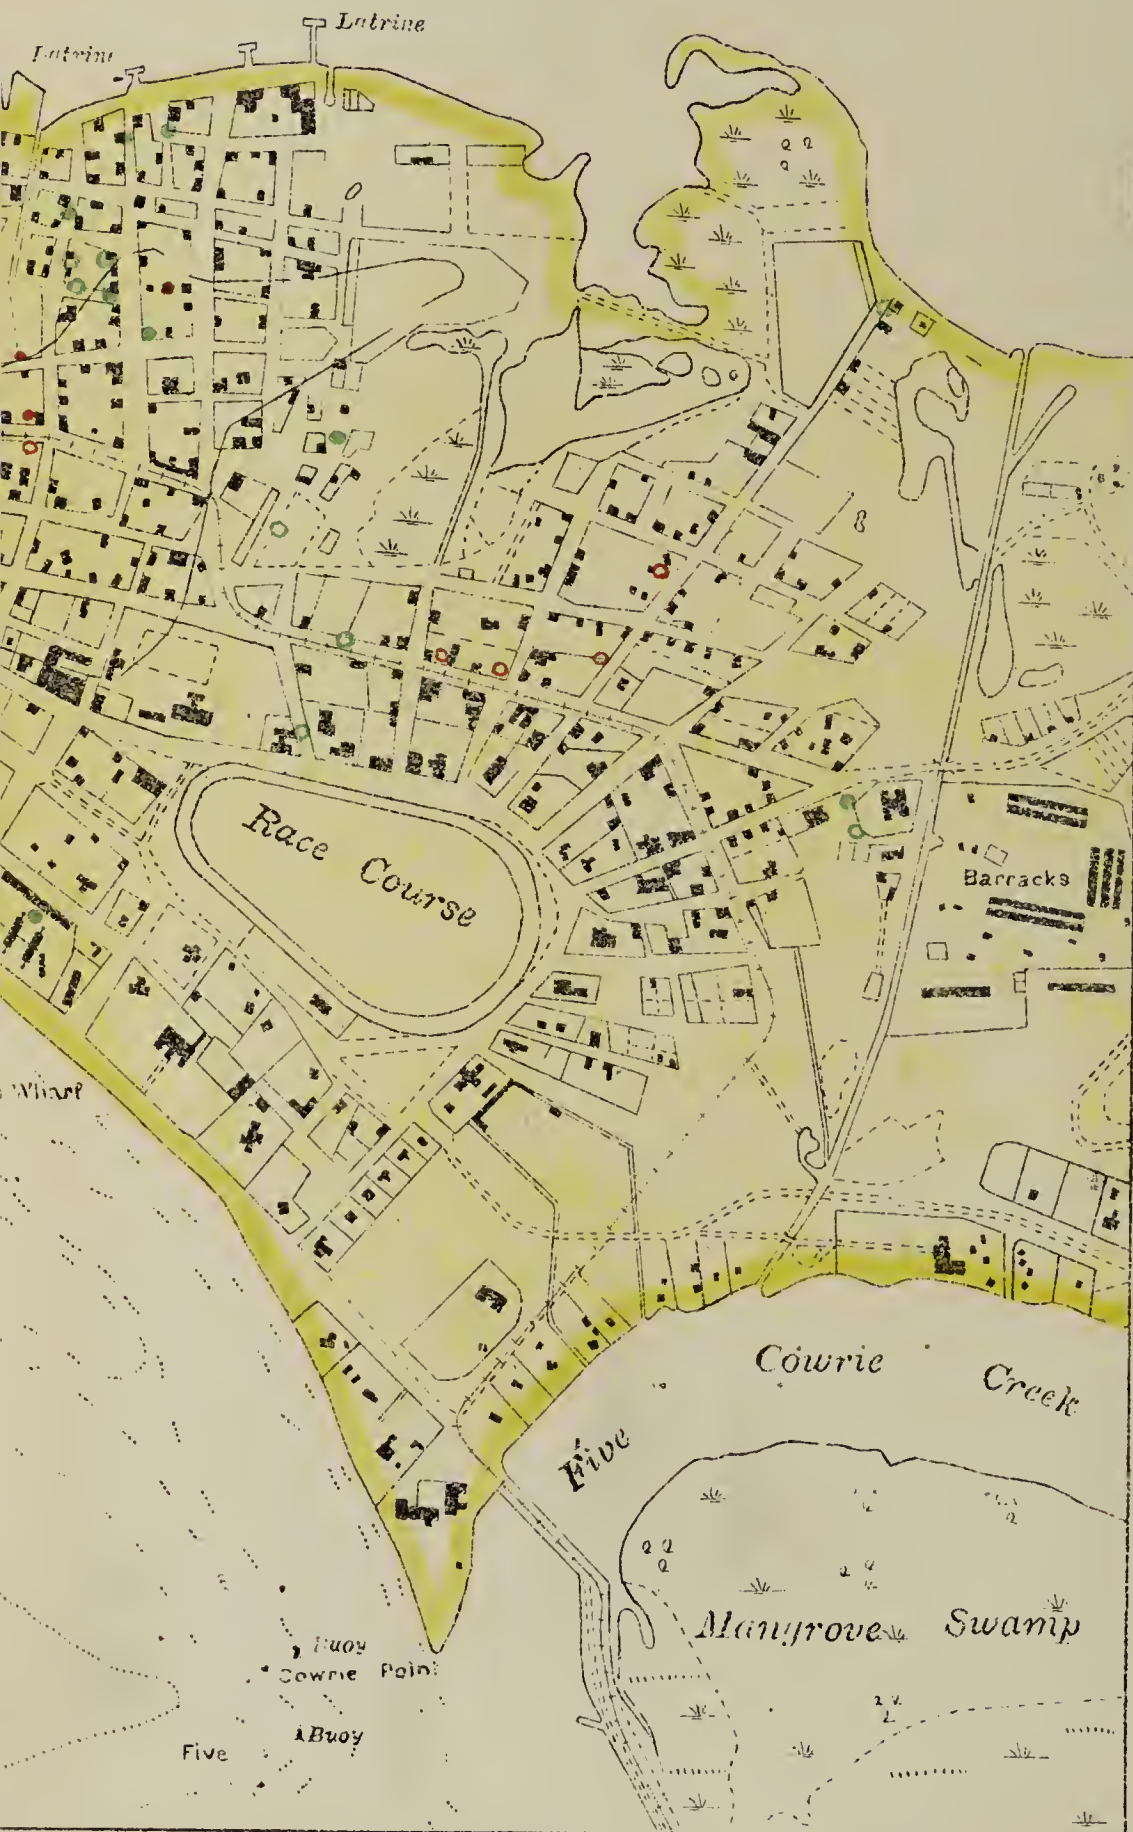 Latrine
Latrine
Race
Course
Barracks
Wharf
Cowrie
Creek
Five
Mangrove Swamp
Buoy
Cowrie Point
Buoy
Five